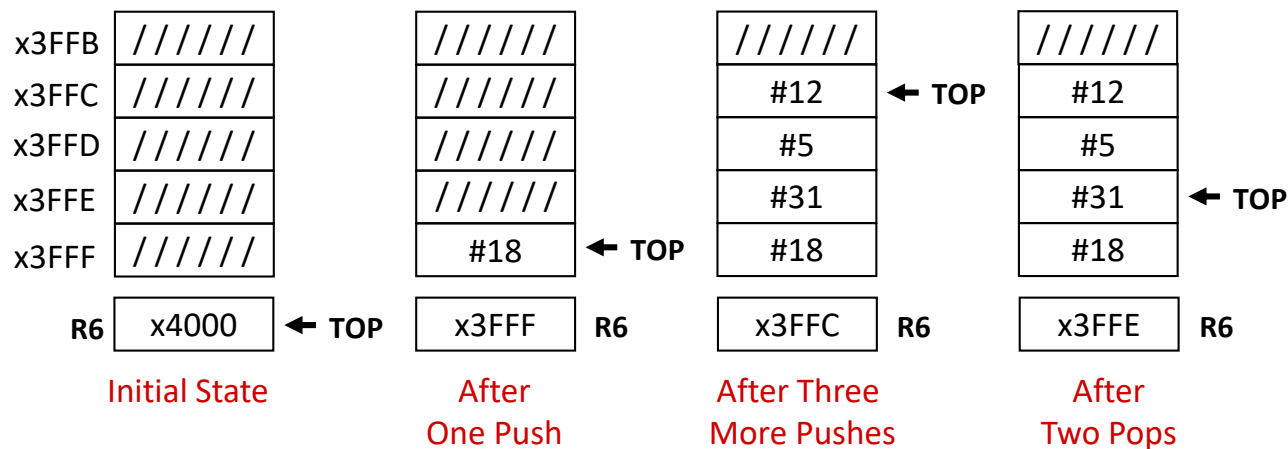 x3FFB / / / / / / / / / / / / / / / / / / / / / / / /
x3FFC / / / / / / / / / / / / #12 TOP #12
x3FFD / / / / / / / / / / / / #5 #5
x3FFE / / / / / / / / / / / / #31 #31 TOP
x3FFF / / / / / / #18 TOP #18 #18
R6 x4000 TOP x3FFF R6 x3FFC R6 x3FFE R6
Initial State After After Three After
One Push More Pushes Two Pops